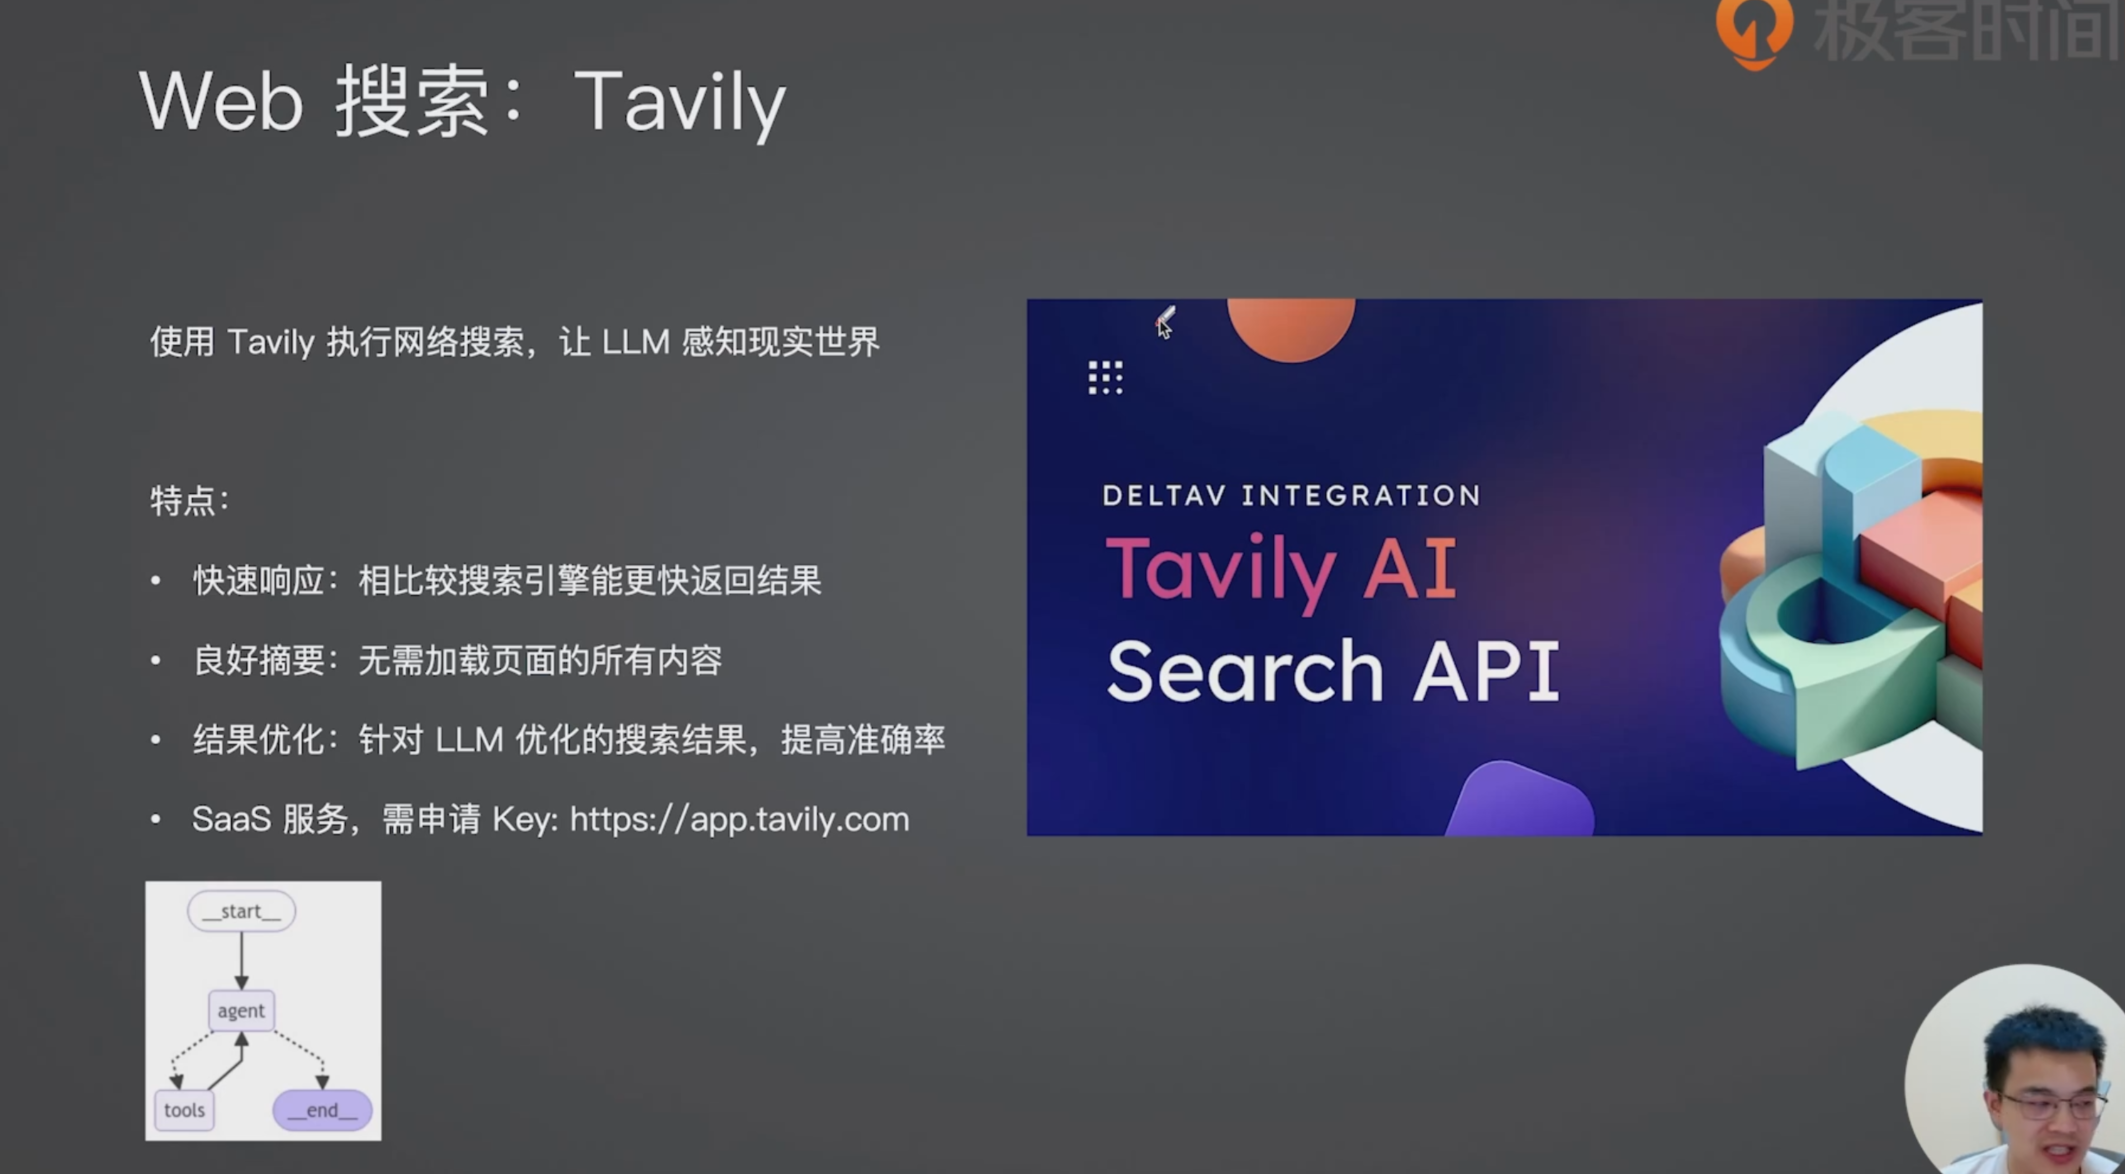 极客时间
Web 搜索：Tavily
使用 Tavily 执行网络搜索，让 LLM 感知现实世界
特点：
• 快速响应：相比较搜索引擎能更快返回结果
• 良好摘要：无需加载页面的所有内容
• 结果优化：针对 LLM 优化的搜索结果，提高准确率
• SaaS 服务，需申请 Key: https://app.tavily.com
DELTAV INTEGRATION
Tavily AI
Search API
__start__
agent
tools
__end__